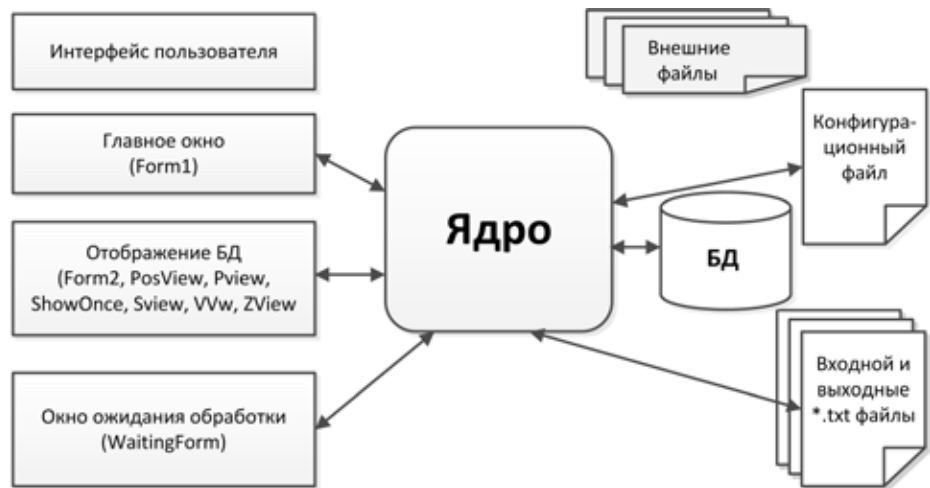 Интерфейс пользователя
Главное окно
(Form1)
Отображение БД
(Form2, PosView, Pview,
ShowOnce, Sview, VVw, ZView
Окно ожидания обработки
(WaitingForm)
Ядро
Внешние
файлы
Конфигура-
ционный
файл
БД
Входной и
выходные
*.txt файлы